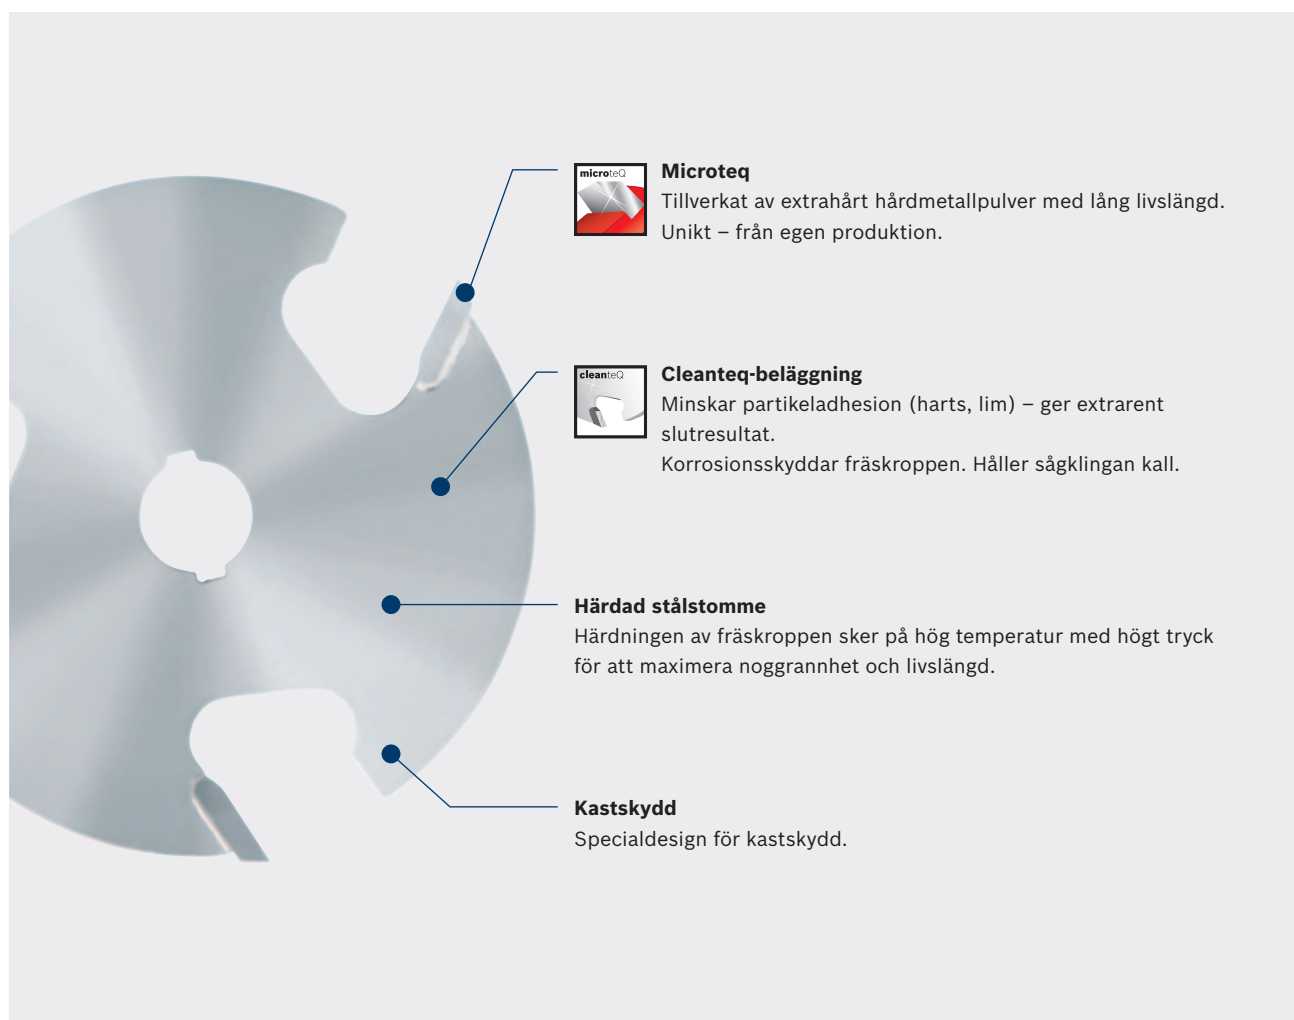 microteQ
Microteq
Tillverkat av extrahårt hårdmetallpulver med lång livslängd.
Unikt – från egen produktion.
cleanteQ
Cleanteq-beläggning
Minskar partikeladhesion (harts, lim) – ger extrarent
slutresultat.
Korrosionsskyddar fräskroppen. Håller sågklingan kall.
Härdad stålstomme
Härdningen av fräskroppen sker på hög temperatur med högt tryck
för att maximera noggrannhet och livslängd.
Kastskydd
Specialdesign för kastskydd.